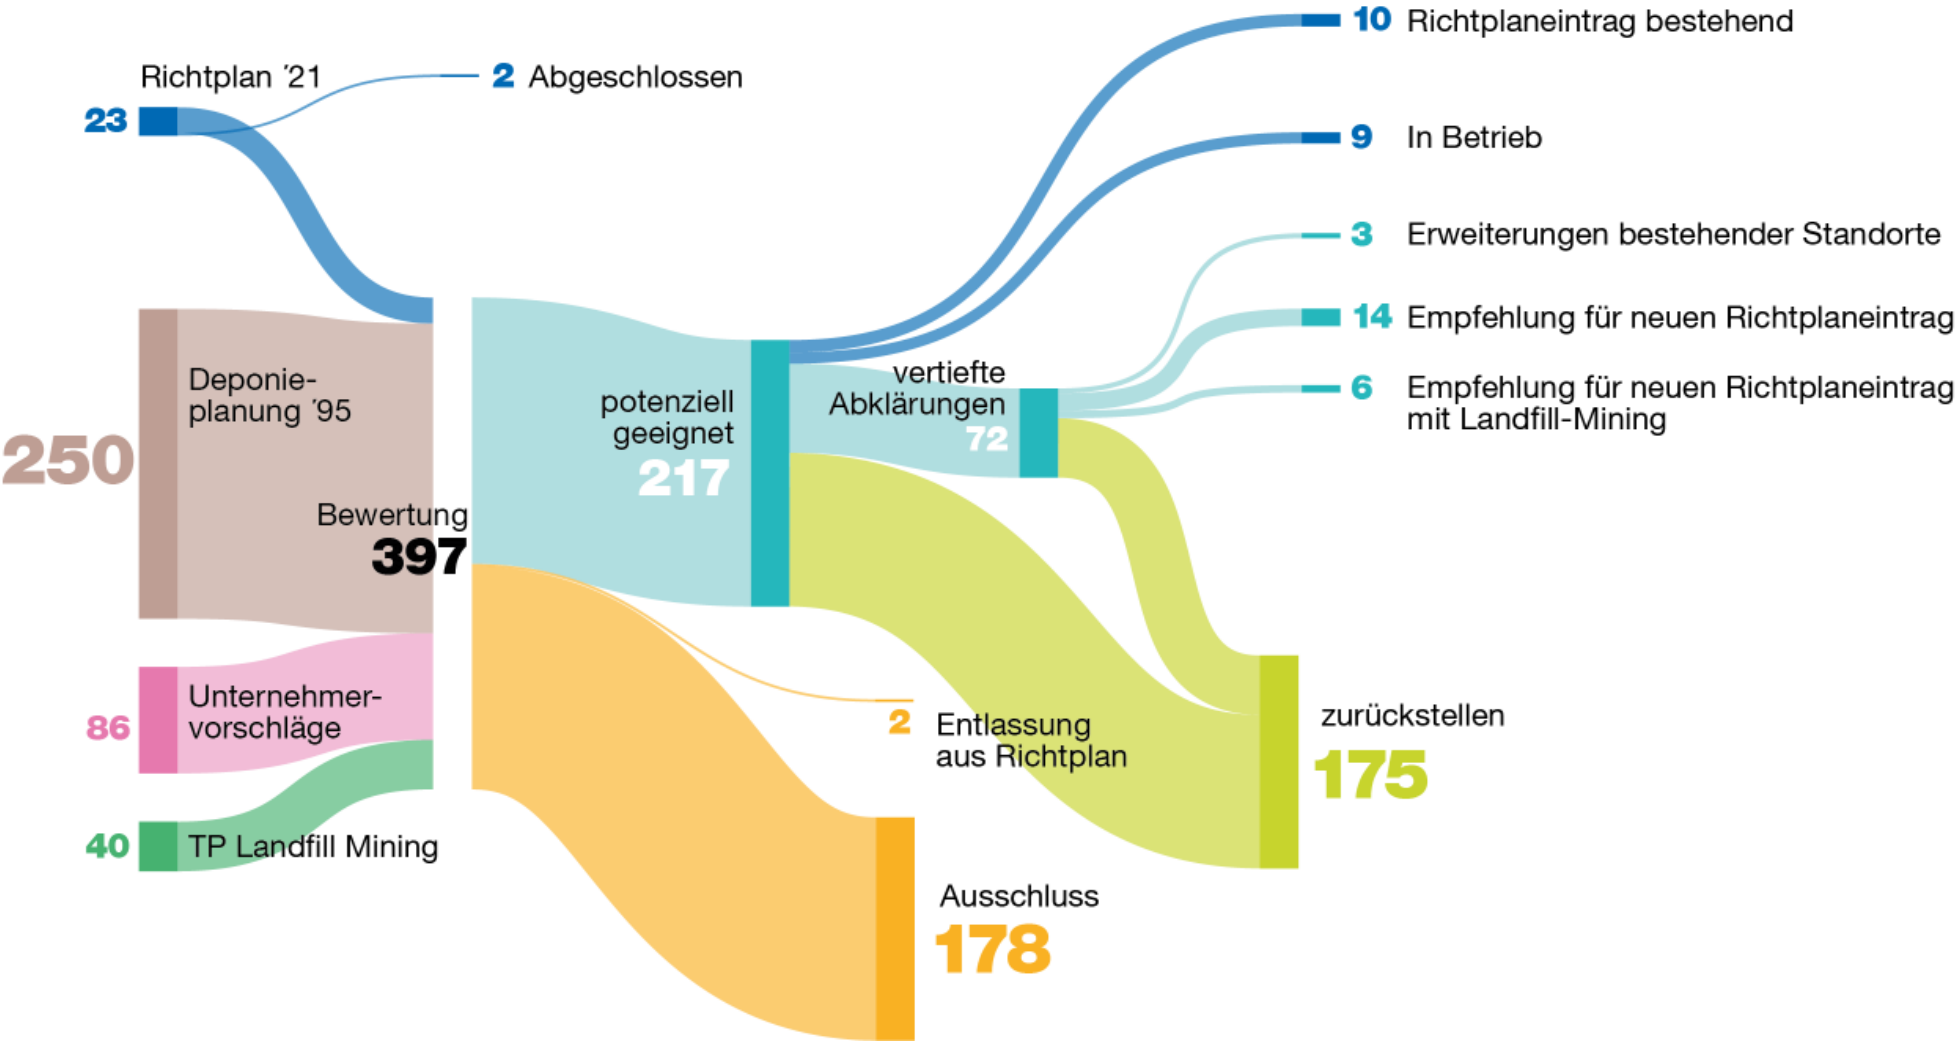 Richtplan ´21
23
2 Abgeschlossen
10 Richtplaneintrag bestehend
9 In Betrieb
3 Erweiterungen bestehender Standorte
14 Empfehlung für neuen Richtplaneintrag
6 Empfehlung für neuen Richtplaneintrag
mit Landfill-Mining
Deponie-
planung ´95
250
Bewertung
397
Unternehmer-
vorschläge
86
40
TP Landfill Mining
potenziell
geeignet
217
vertiefte
Abklärungen
72
2 Entlassung
aus Richtplan
Ausschluss
178
zurückstellen
175